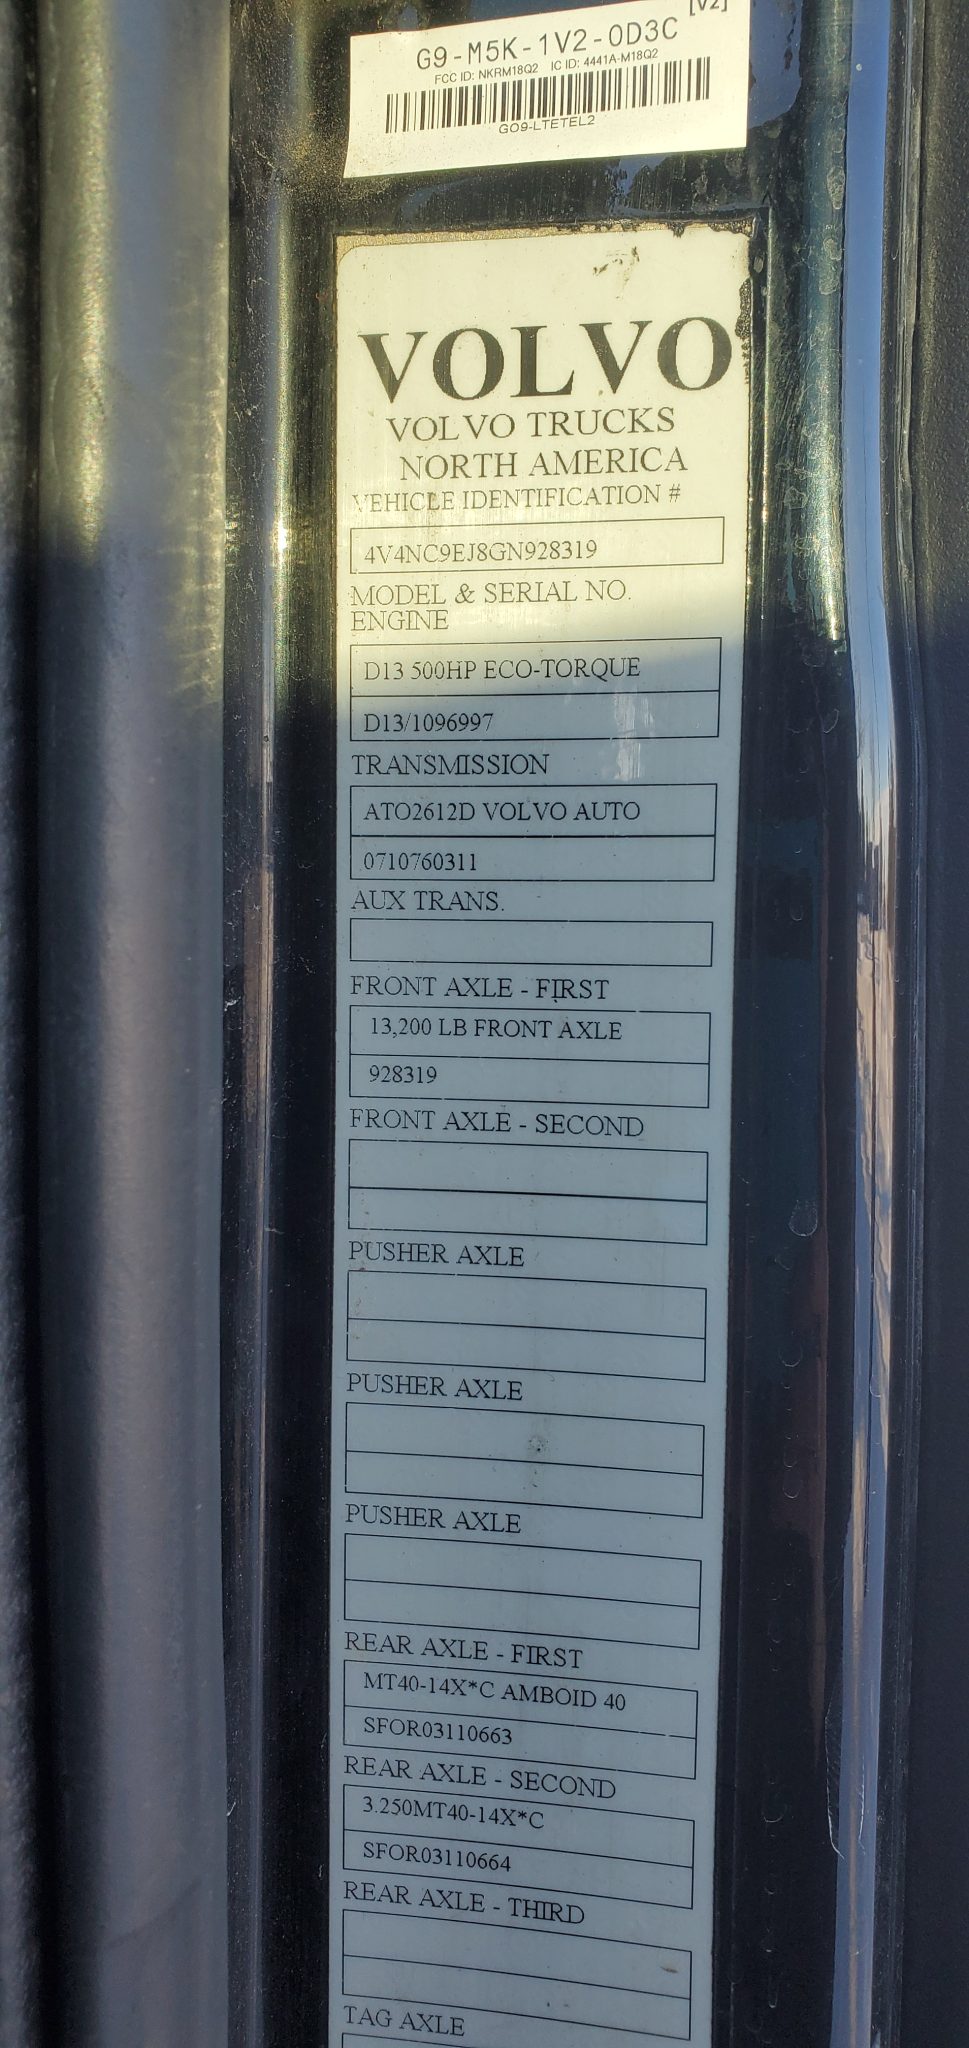 [V2]
G9-M5K-1V2-0D3C
FCC ID: NKRM18Q2 IC ID: 4441A-M18Q2
GO9-LTETEL2
VOLVO
VOLVO TRUCKS
NORTH AMERICA
VEHICLE IDENTIFICATION #
4V4NC9EJ8GN928319
MODEL & SERIAL NO.
ENGINE
D13 500HP ECO-TORQUE
D13/1096997
TRANSMISSION
ATO2612D VOLVO AUTO
0710760311
AUX TRANS.
FRONT AXLE - FIRST
13,200 LB FRONT AXLE
928319
FRONT AXLE - SECOND
PUSHER AXLE
PUSHER AXLE
PUSHER AXLE
REAR AXLE - FIRST
MT40-14X*C AMBOID 40
SFOR03110663
REAR AXLE - SECOND
3.250MT40-14X*C
SFOR03110664
REAR AXLE - THIRD
TAG AXLE